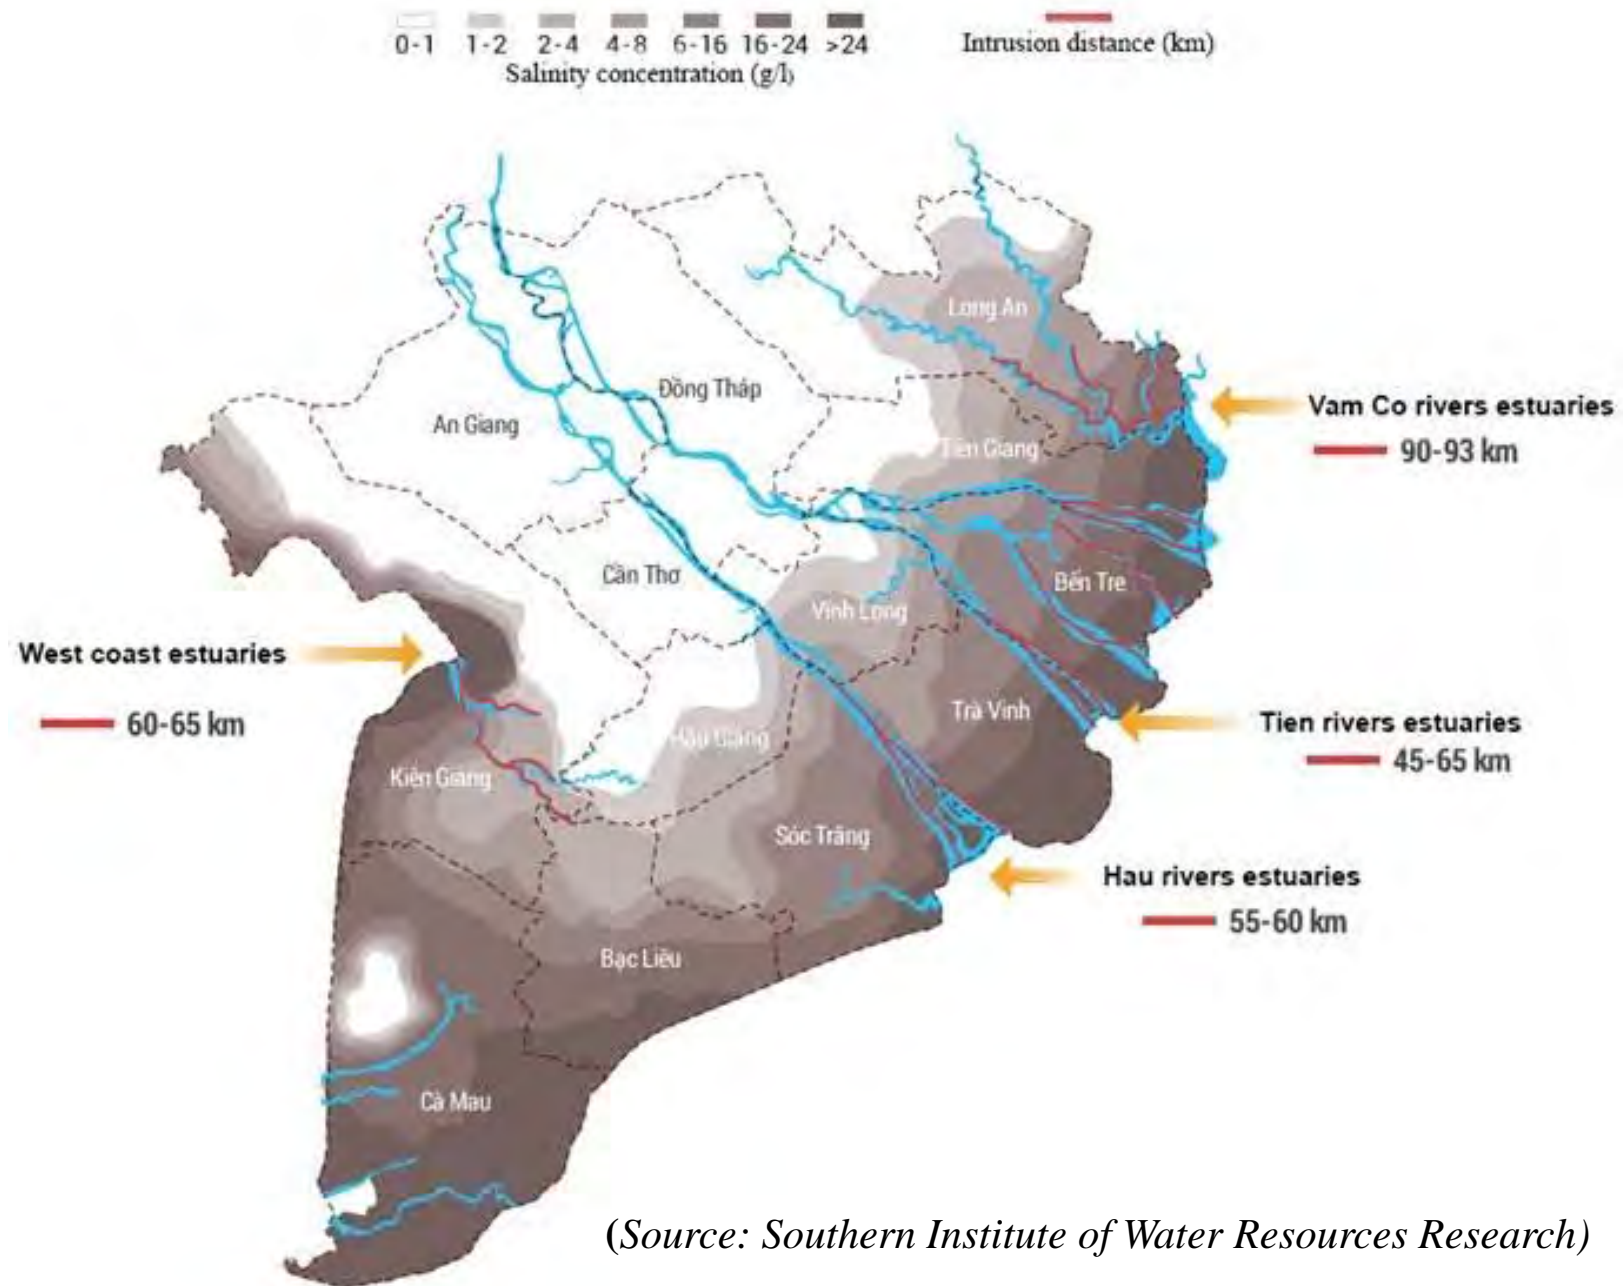 0-1 1-2 2-4 4-8 6-16 16-24 >24
Salinity concentration (g/l)
Intrusion distance (km)
Long An
Đồng Tháp
An Giang
Vam Co rivers estuaries
90-93 km
Tiền Giang
Cần Thơ
Bến Tre
Vĩnh Long
West coast estuaries
60-65 km
Trà Vinh
Tien rivers estuaries
45-65 km
Hậu Giang
Kiên Giang
Sóc Trăng
Hau rivers estuaries
55-60 km
Bạc Liêu
Cà Mau
(Source: Southern Institute of Water Resources Research)